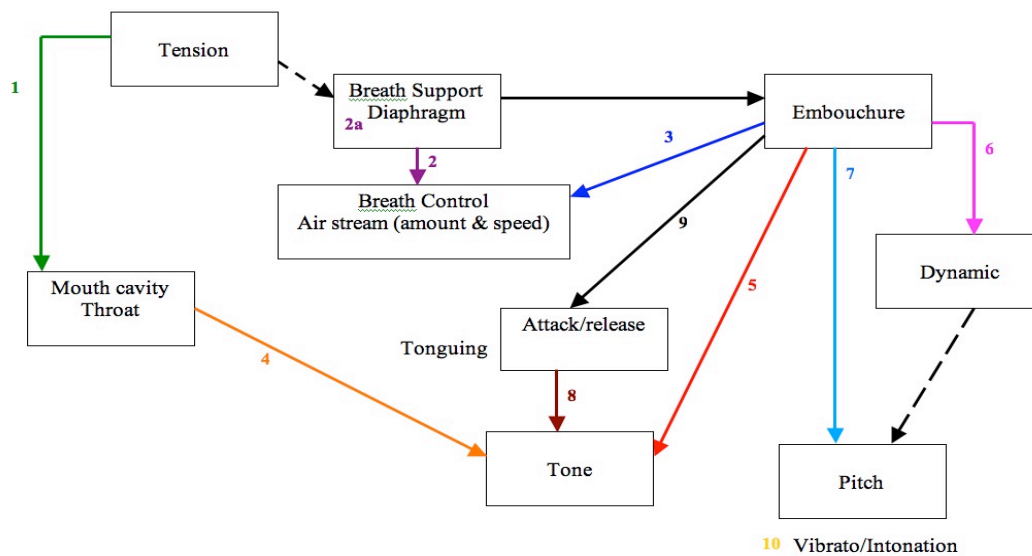 Tension
1
Breath Support
Diaphragm
2a
Embouchure
3
2
6
7
Breath Control
Air stream (amount & speed)
9
Dynamic
Mouth cavity
Throat
5
Attack/release
Tonguing
4
8
Tone
Pitch
10 Vibrato/Intonation